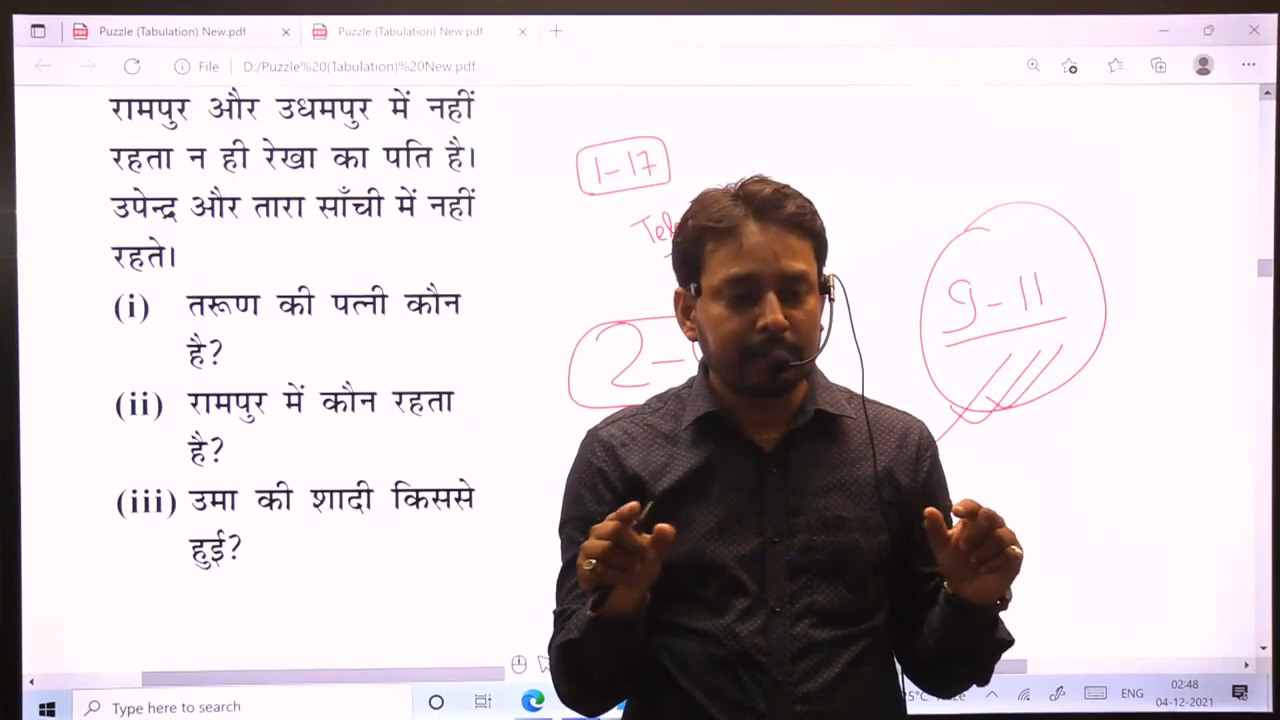 Puzzle (Tabulation) New.pdf
Puzzle (Tabulation) New.pdf
File
D:/Puzzle%20(Tabulation)%20New.pdf
रामपुर और उधमपुर में नहीं
रहता न ही रेखा का पति है।
उपेन्द्र और तारा साँची में नहीं
रहते।
(i) तरूण की पत्नी कौन
है?
(ii) रामपुर में कौन रहता
है?
(iii) उमा की शादी किससे
हुई?
1-17
9-11
Type here to search
ENG
02:48
04-12-2021